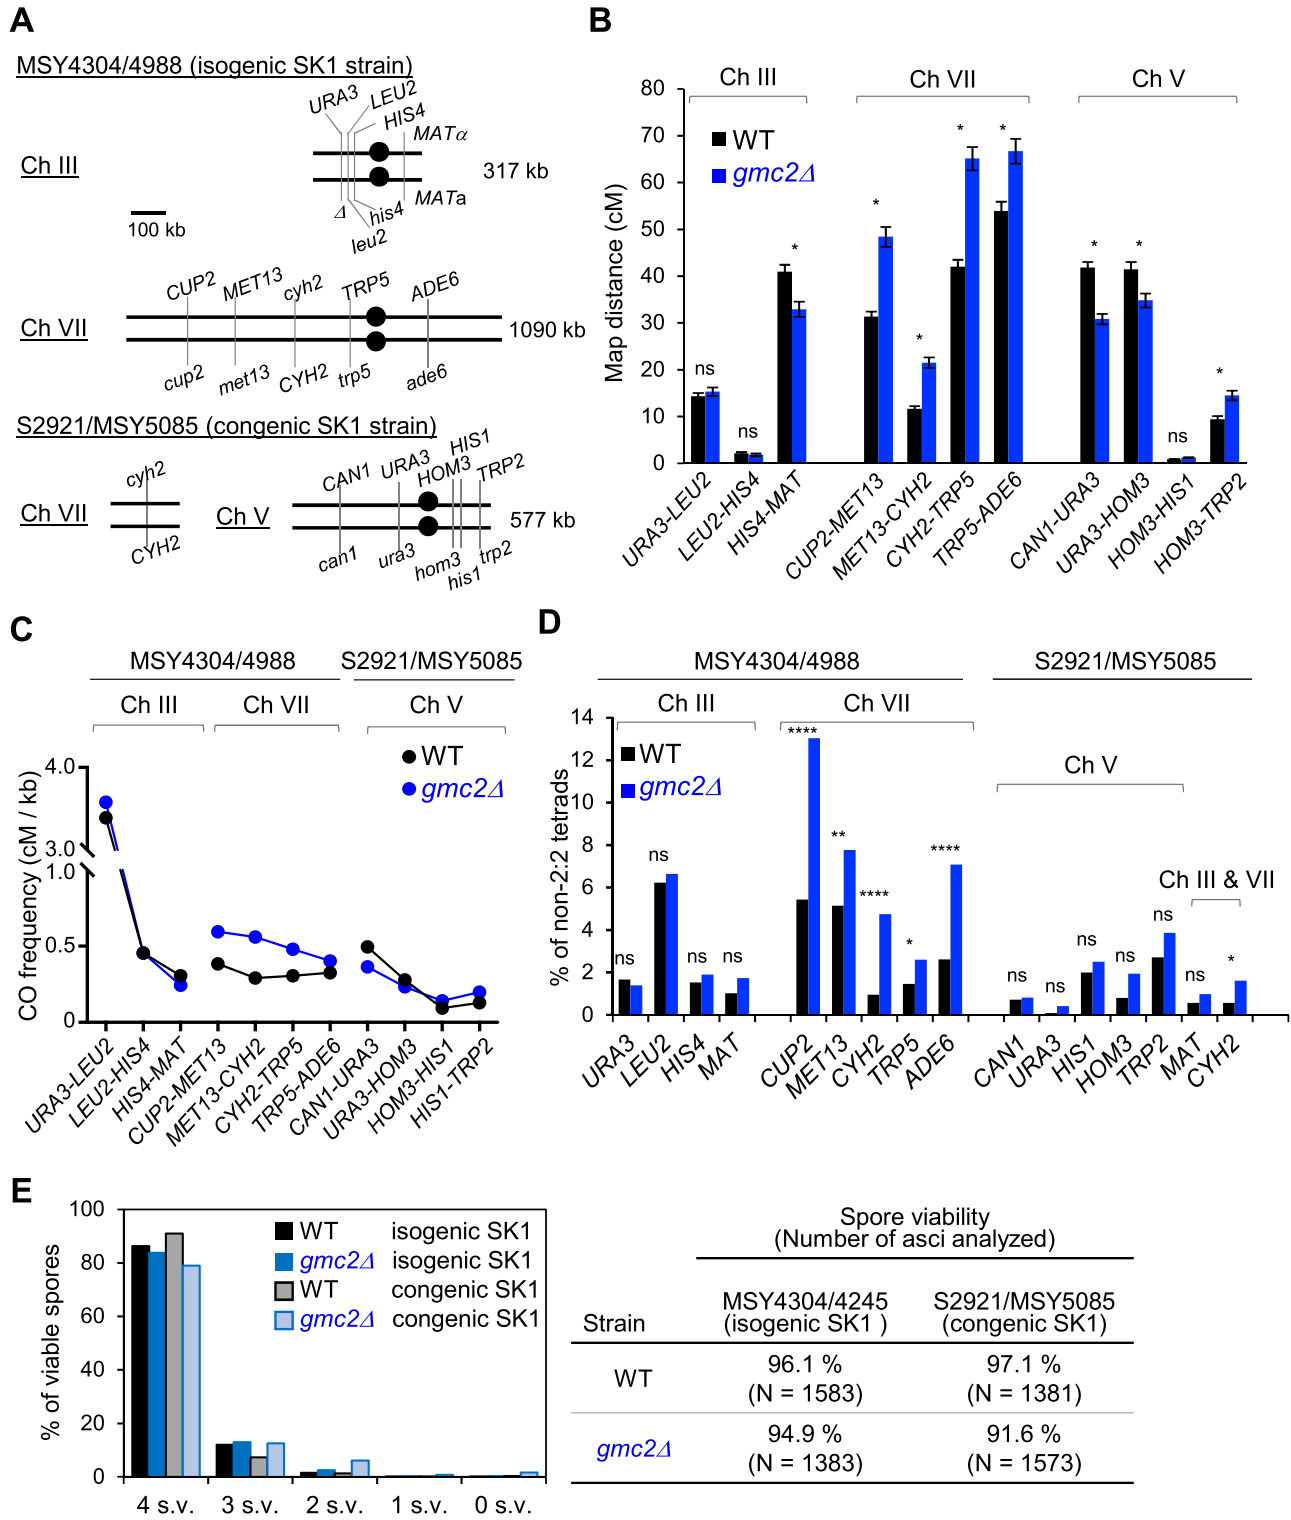 A
MSY4304/4988 (isogenic SK1 strain)
URA3
LEU2
HIS4
MATα
Ch III
317 kb
Δ
leu2
his4
MATa
100 kb
CUP2
MET13
cyh2
TRP5
ADE6
Ch VII
1090 kb
cup2
met13
CYH2
trp5
ade6
S2921/MSY5085 (congenic SK1 strain)
cyh2
Ch VII
CYH2
CAN1
URA3
HOM3
HIS1
TRP2
Ch V
577 kb
can1
ura3
hom3
his1
trp2
B
Ch III
Ch VII
Ch V
Map distance (cM)
80
70
60
50
40
30
20
10
0
WT
gmc2Δ
ns
ns
*
*
*
*
*
*
*
ns
*
URA3-LEU2
LEU2-HIS4
HIS4-MAT
CUP2-MET13
MET13-CYH2
CYH2-TRP5
TRP5-ADE6
CAN1-URA3
URA3-HOM3
HOM3-HIS1
HOM3-TRP2
C
MSY4304/4988
S2921/MSY5085
Ch III
Ch VII
Ch V
WT
gmc2Δ
CO frequency (cM / kb)
4.0
3.0
1.0
0.5
0
URA3-LEU2
LEU2-HIS4
HIS4-MAT
CUP2-MET13
MET13-CYH2
CYH2-TRP5
TRP5-ADE6
CAN1-URA3
URA3-HOM3
HOM3-HIS1
HIS1-TRP2
D
MSY4304/4988
S2921/MSY5085
Ch III
Ch VII
Ch V
Ch III & VII
WT
gmc2Δ
% of non-2:2 tetrads
14
12
10
8
6
4
2
0
ns
ns
ns
ns
****
**
****
*
****
ns
ns
ns
ns
ns
ns
*
URA3
LEU2
HIS4
MAT
CUP2
MET13
CYH2
TRP5
ADE6
CAN1
URA3
HIS1
HOM3
TRP2
MAT
CYH2
E
% of viable spores
100
80
60
40
20
0
WT isogenic SK1
gmc2Δ isogenic SK1
WT congenic SK1
gmc2Δ congenic SK1
4 s.v.
3 s.v.
2 s.v.
1 s.v.
0 s.v.
Spore viability
(Number of asci analyzed)
Strain
MSY4304/4245
(isogenic SK1 )
S2921/MSY5085
(congenic SK1)
WT
96.1 %
(N = 1583)
97.1 %
(N = 1381)
gmc2Δ
94.9 %
(N = 1383)
91.6 %
(N = 1573)